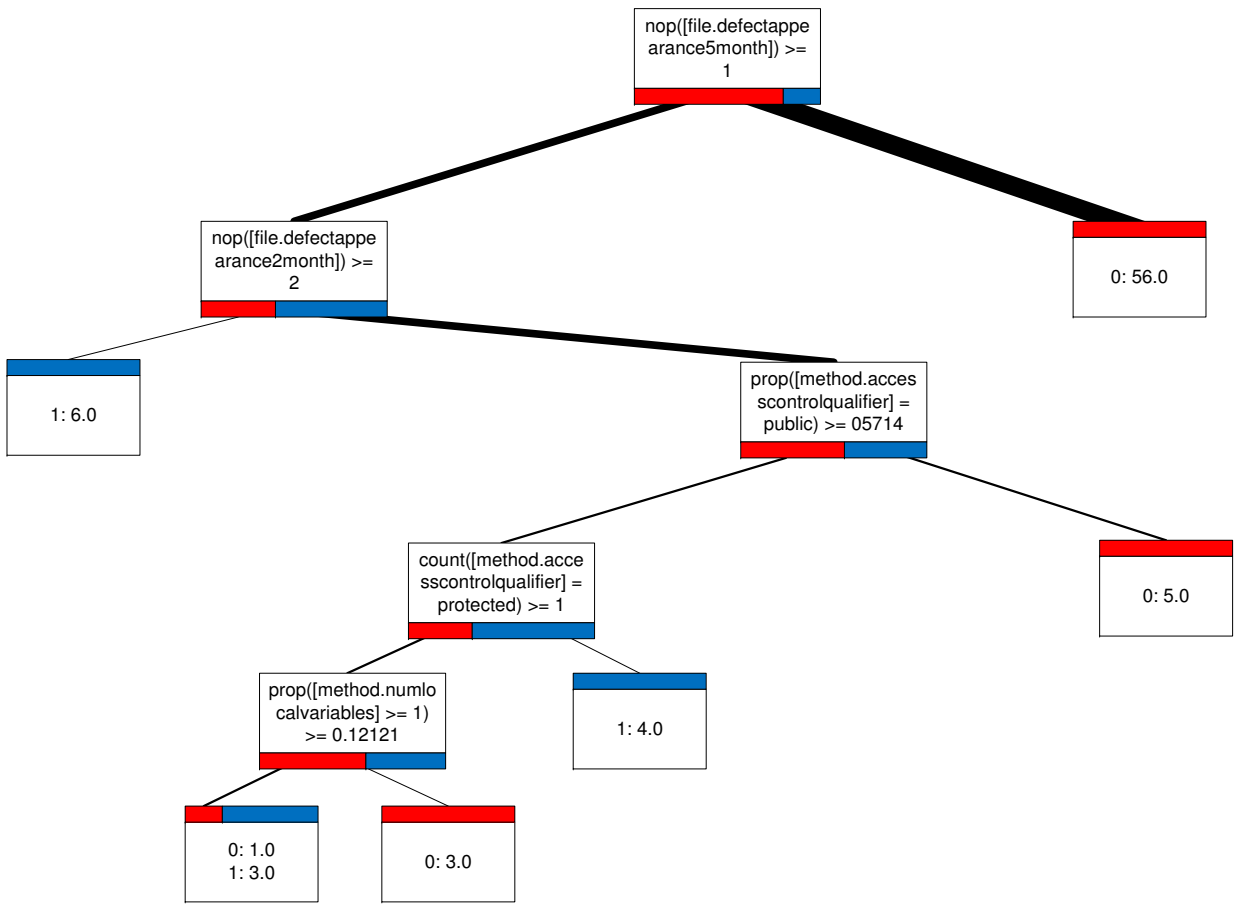 nop([file.defectappe
arance5month]) >=
1
nop([file.defectappe
arance2month]) >=
2
0: 56.0
1: 6.0
prop([method.acces
scontrolqualifier] =
public) >= 05714
count([method.acce
sscontrolqualifier] =
protected) >= 1
0: 5.0
prop([method.numlo
calvariables] >= 1)
>= 0.12121
1: 4.0
0: 1.0
1: 3.0
0: 3.0